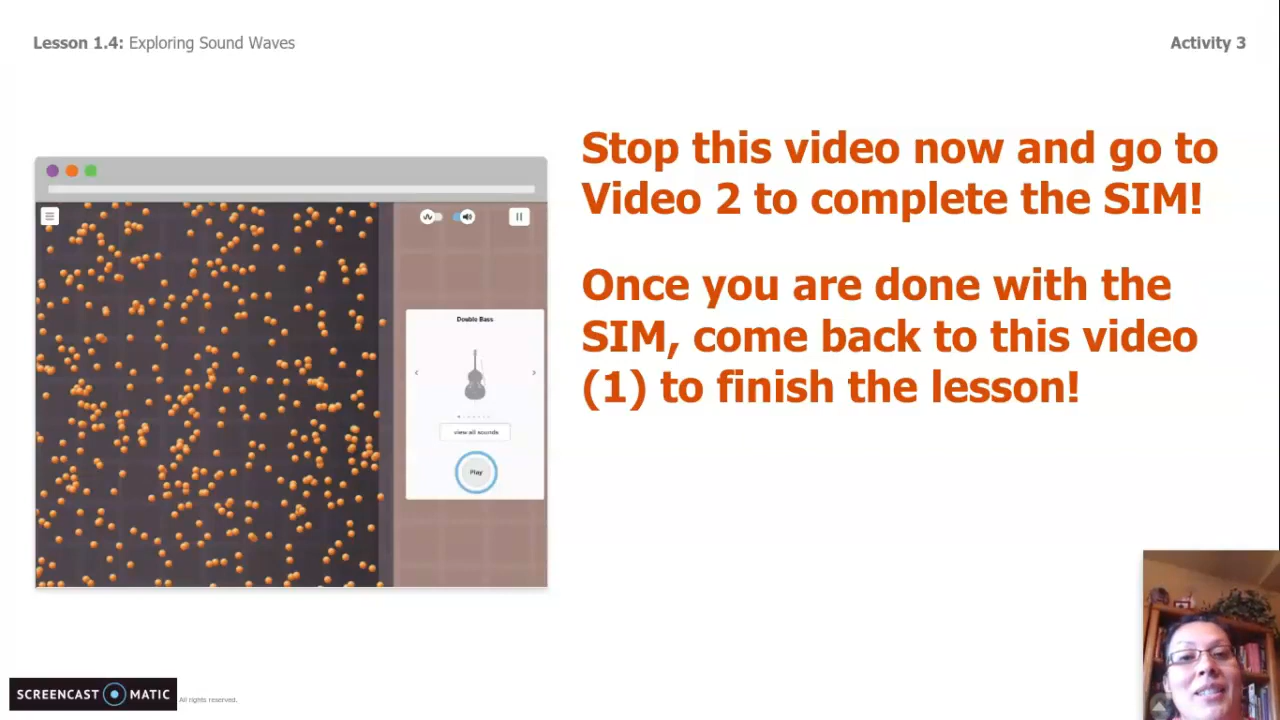 Lesson 1.4: Exploring Sound Waves
Activity 3
Stop this video now and go to
Video 2 to complete the SIM!
Once you are done with the
SIM, come back to this video
(1) to finish the lesson!
Double Bass
view all sounds
Play
SCREENCAST MATIC
All rights reserved.